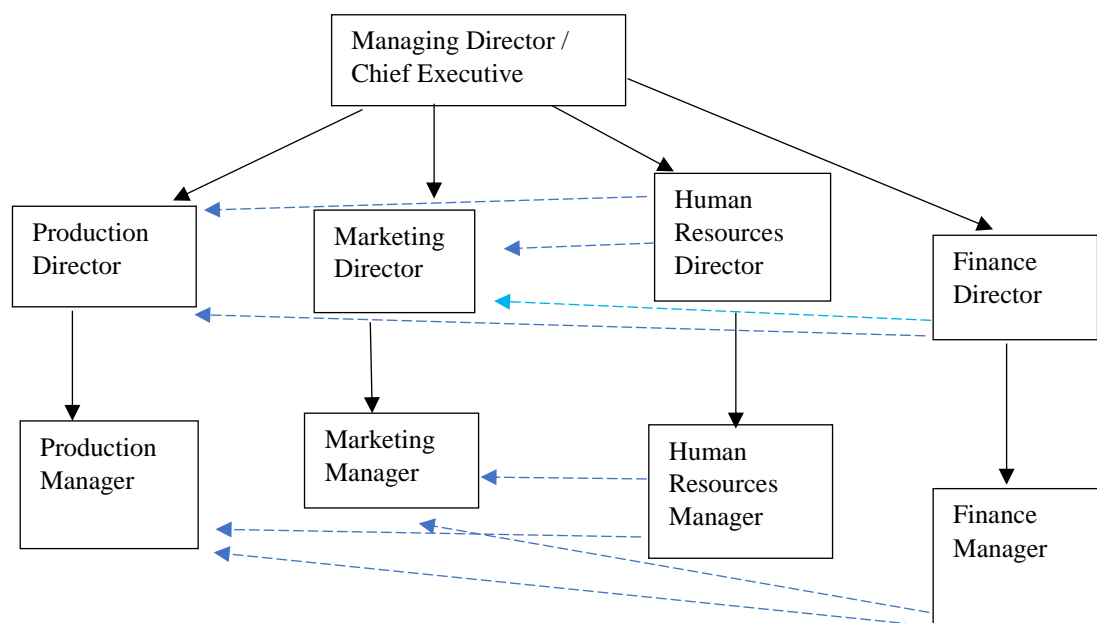 Managing Director /
Chief Executive
Production
Director
Marketing
Director
Human
Resources
Director
Finance
Director
Production
Manager
Marketing
Manager
Human
Resources
Manager
Finance
Manager